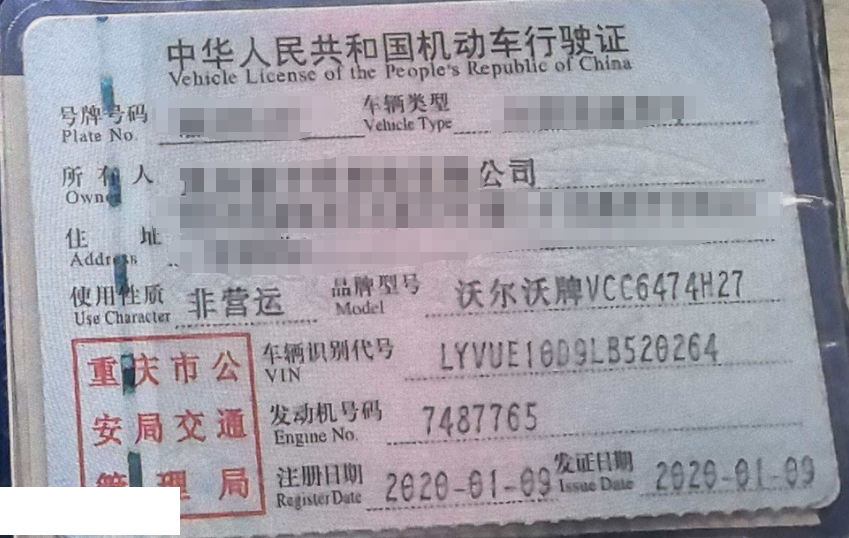 中华人民共和国机动车行驶证
Vehicle License of the People's Republic of China
号牌号码 车辆类型
Plate No. Vehicle Type
所有人 公司
Owner
住址
Address
使用性质 非营运 品牌型号 沃尔沃牌VCC6474H27
Use Character Model
重庆市公
安局交通
管理局
车辆识别代号 LYVUE10D9LB520264
VIN
发动机号码 7487765
Engine No.
注册日期 2020-01-09 发证日期 2020-01-09
Register Date Issue Date